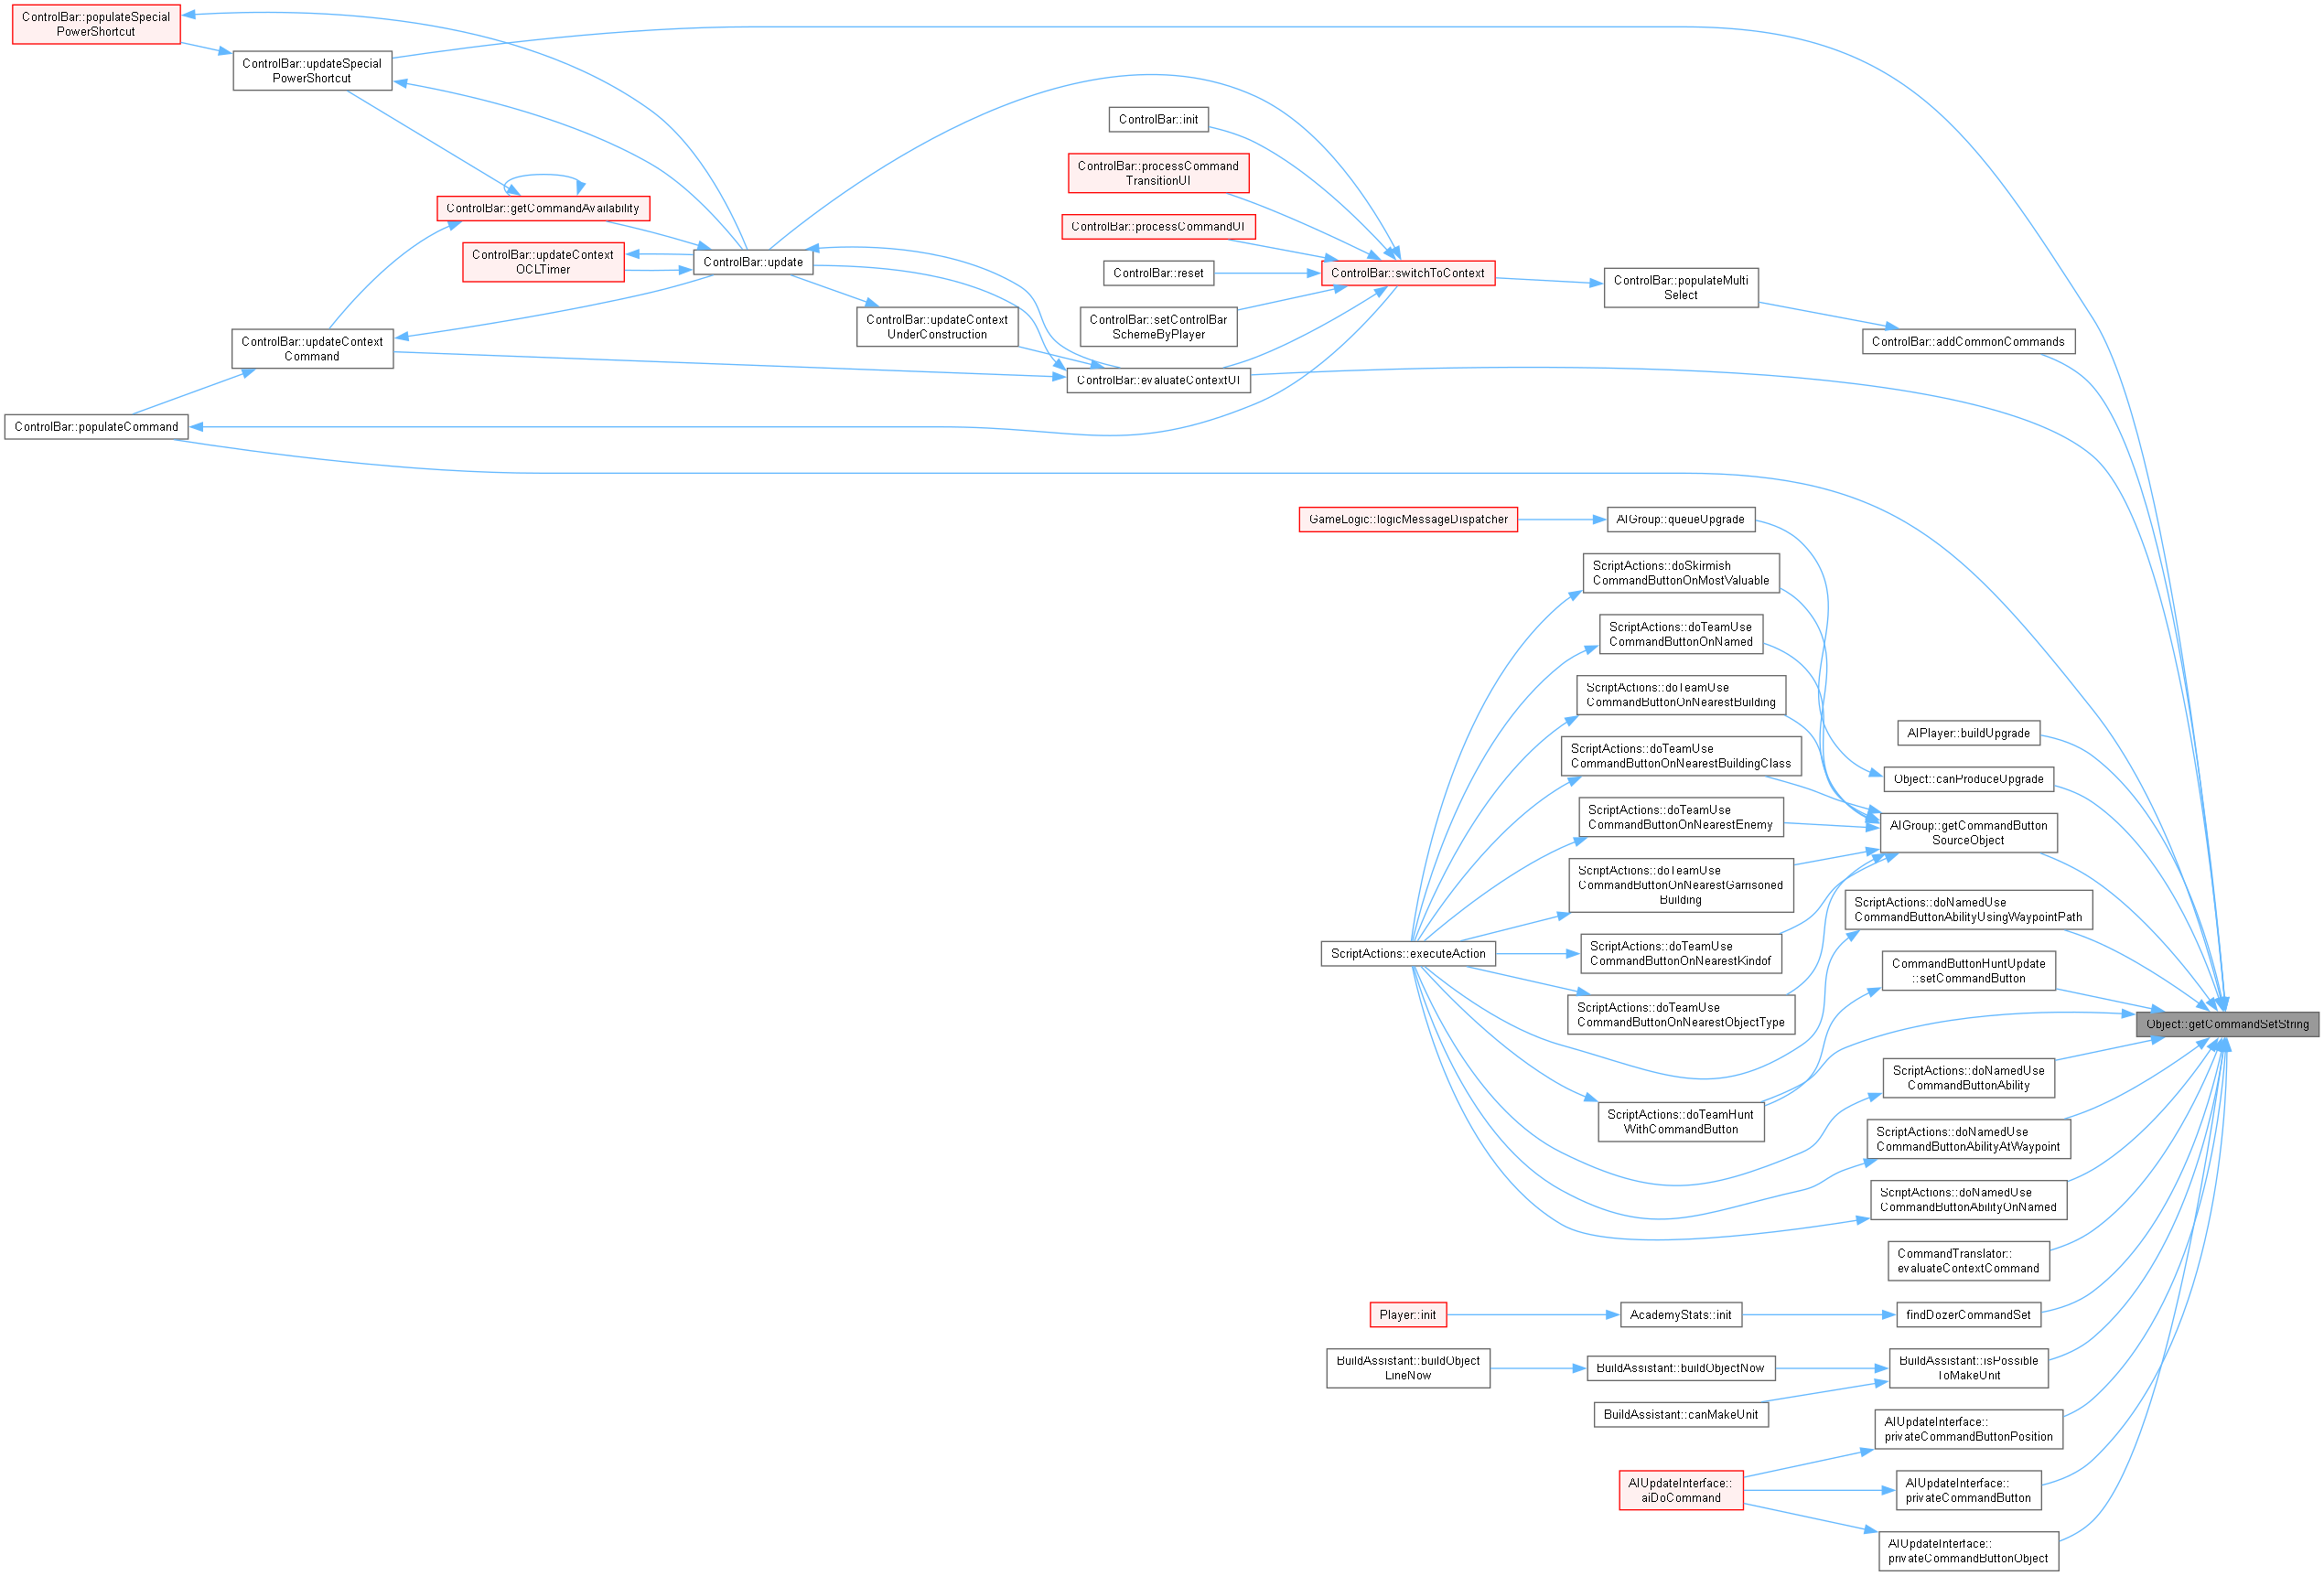 ControlBar::populateSpecial
PowerShortcut
ControlBar::updateSpecial
PowerShortcut
ControlBar::getCommandAvailability
ControlBar::updateContext
OCLTimer
ControlBar::updateContext
Command
ControlBar::populateCommand
ControlBar::update
ControlBar::updateContext
UnderConstruction
ControlBar::init
ControlBar::processCommand
TransitionUI
ControlBar::processCommandUI
ControlBar::reset
ControlBar::setControlBar
SchemeByPlayer
ControlBar::evaluateContextUI
ControlBar::switchToContext
ControlBar::populateMulti
Select
ControlBar::addCommonCommands
GameLogic::logicMessageDispatcher
AIGroup::queueUpgrade
ScriptActions::doSkirmish
CommandButtonOnMostValuable
ScriptActions::doTeamUse
CommandButtonOnNamed
ScriptActions::doTeamUse
CommandButtonOnNearestBuilding
ScriptActions::doTeamUse
CommandButtonOnNearestBuildingClass
ScriptActions::doTeamUse
CommandButtonOnNearestEnemy
ScriptActions::doTeamUse
CommandButtonOnNearestGarrisoned
Building
ScriptActions::executeAction
ScriptActions::doTeamUse
CommandButtonOnNearestKindof
ScriptActions::doTeamUse
CommandButtonOnNearestObjectType
ScriptActions::doTeamHunt
WithCommandButton
AIPlayer::buildUpgrade
Object::canProduceUpgrade
AIGroup::getCommandButton
SourceObject
ScriptActions::doNamedUse
CommandButtonAbilityUsingWaypointPath
CommandButtonHuntUpdate
::setCommandButton
Object::getCommandSetString
ScriptActions::doNamedUse
CommandButtonAbility
ScriptActions::doNamedUse
CommandButtonAbilityAtWaypoint
ScriptActions::doNamedUse
CommandButtonAbilityOnNamed
CommandTranslator::
evaluateContextCommand
Player::init
AcademyStats::init
findDozerCommandSet
BuildAssistant::buildObject
LineNow
BuildAssistant::buildObjectNow
BuildAssistant::isPossible
ToMakeUnit
BuildAssistant::canMakeUnit
AIUpdateInterface::
privateCommandButtonPosition
AIUpdateInterface::
aiDoCommand
AIUpdateInterface::
privateCommandButton
AIUpdateInterface::
privateCommandButtonObject